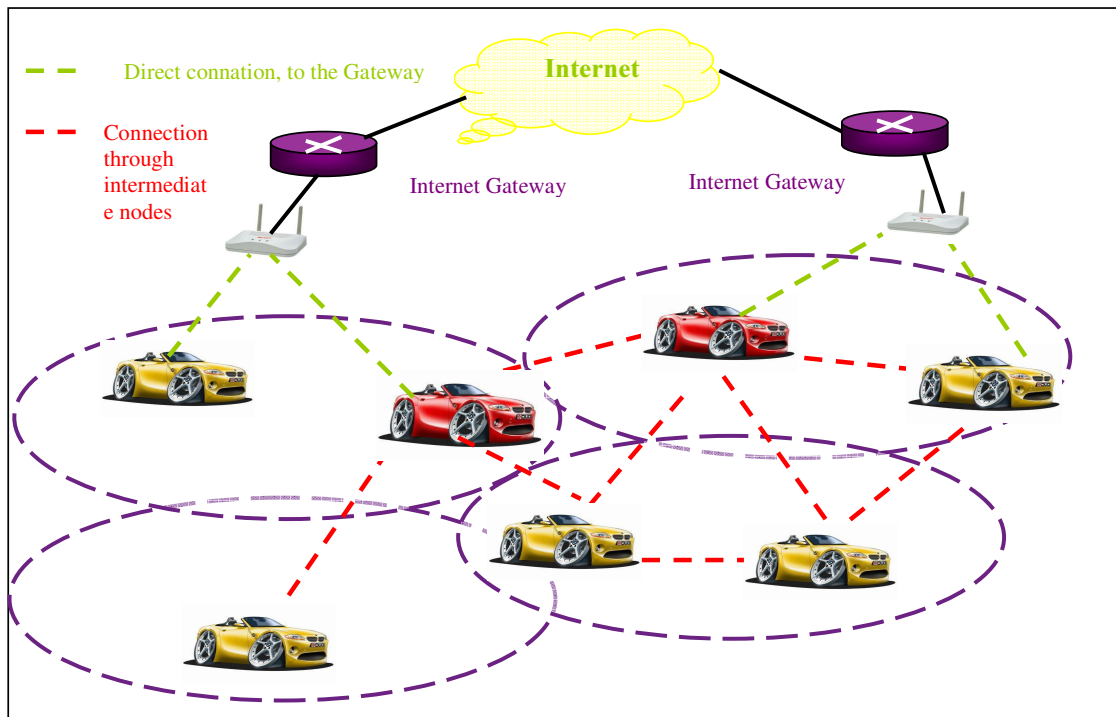 Internet
Direct connation, to the Gateway
Connection
through
intermediat
e nodes
Internet Gateway
Internet Gateway